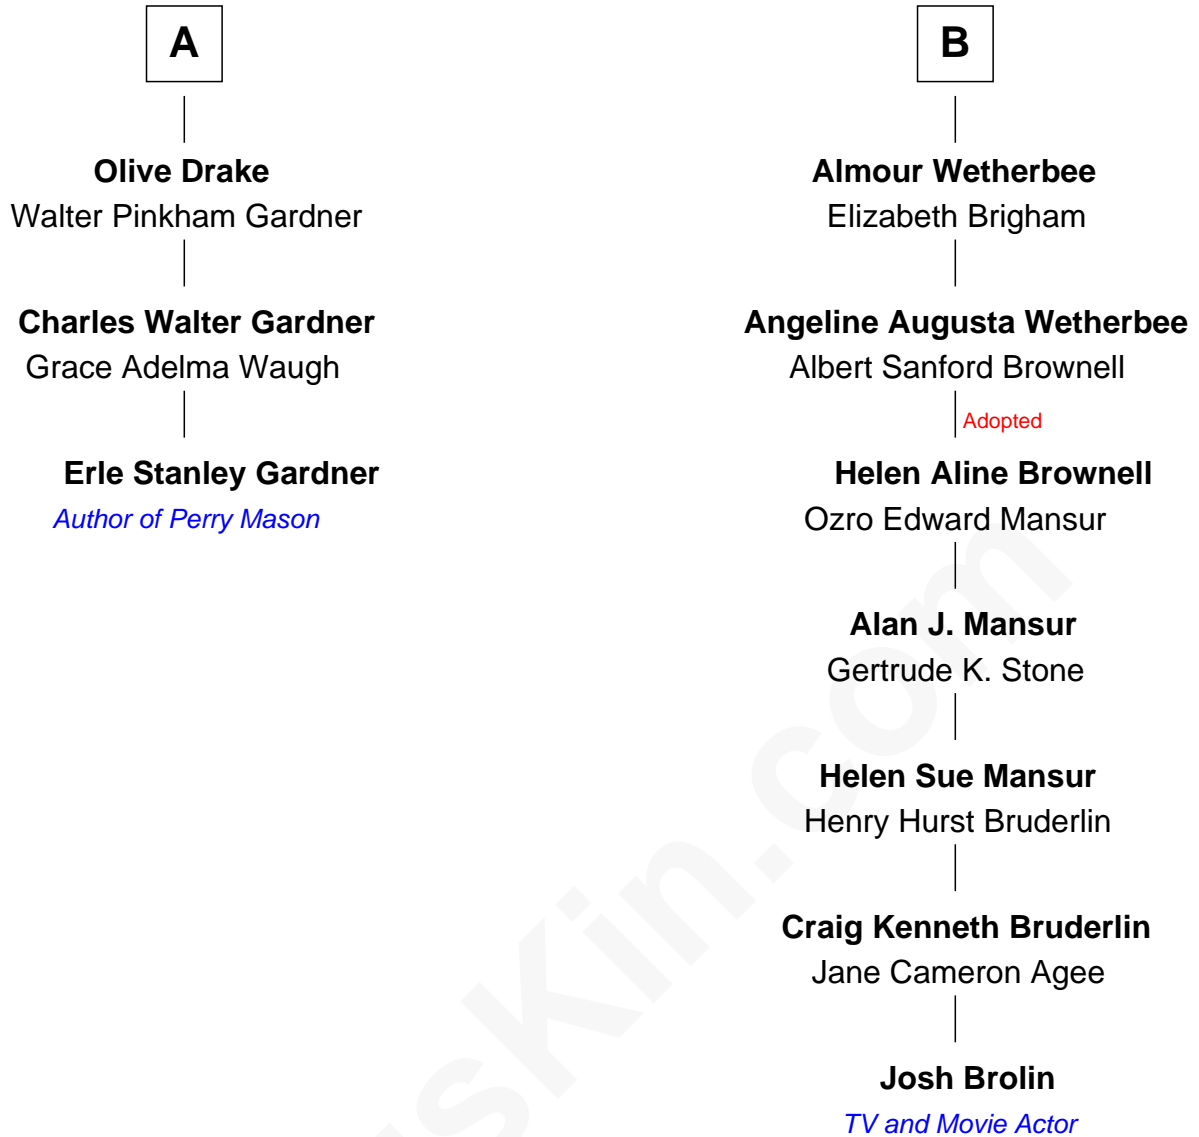 A
Olive Drake
Walter Pinkham Gardner
Charles Walter Gardner
Grace Adelma Waugh
Erle Stanley Gardner
Author of Perry Mason
B
Almour Wetherbee
Elizabeth Brigham
Angeline Augusta Wetherbee
Albert Sanford Brownell
Adopted
Helen Aline Brownell
Ozro Edward Mansur
Alan J. Mansur
Gertrude K. Stone
Helen Sue Mansur
Henry Hurst Bruderlin
Craig Kenneth Bruderlin
Jane Cameron Agee
Josh Brolin
TV and Movie Actor